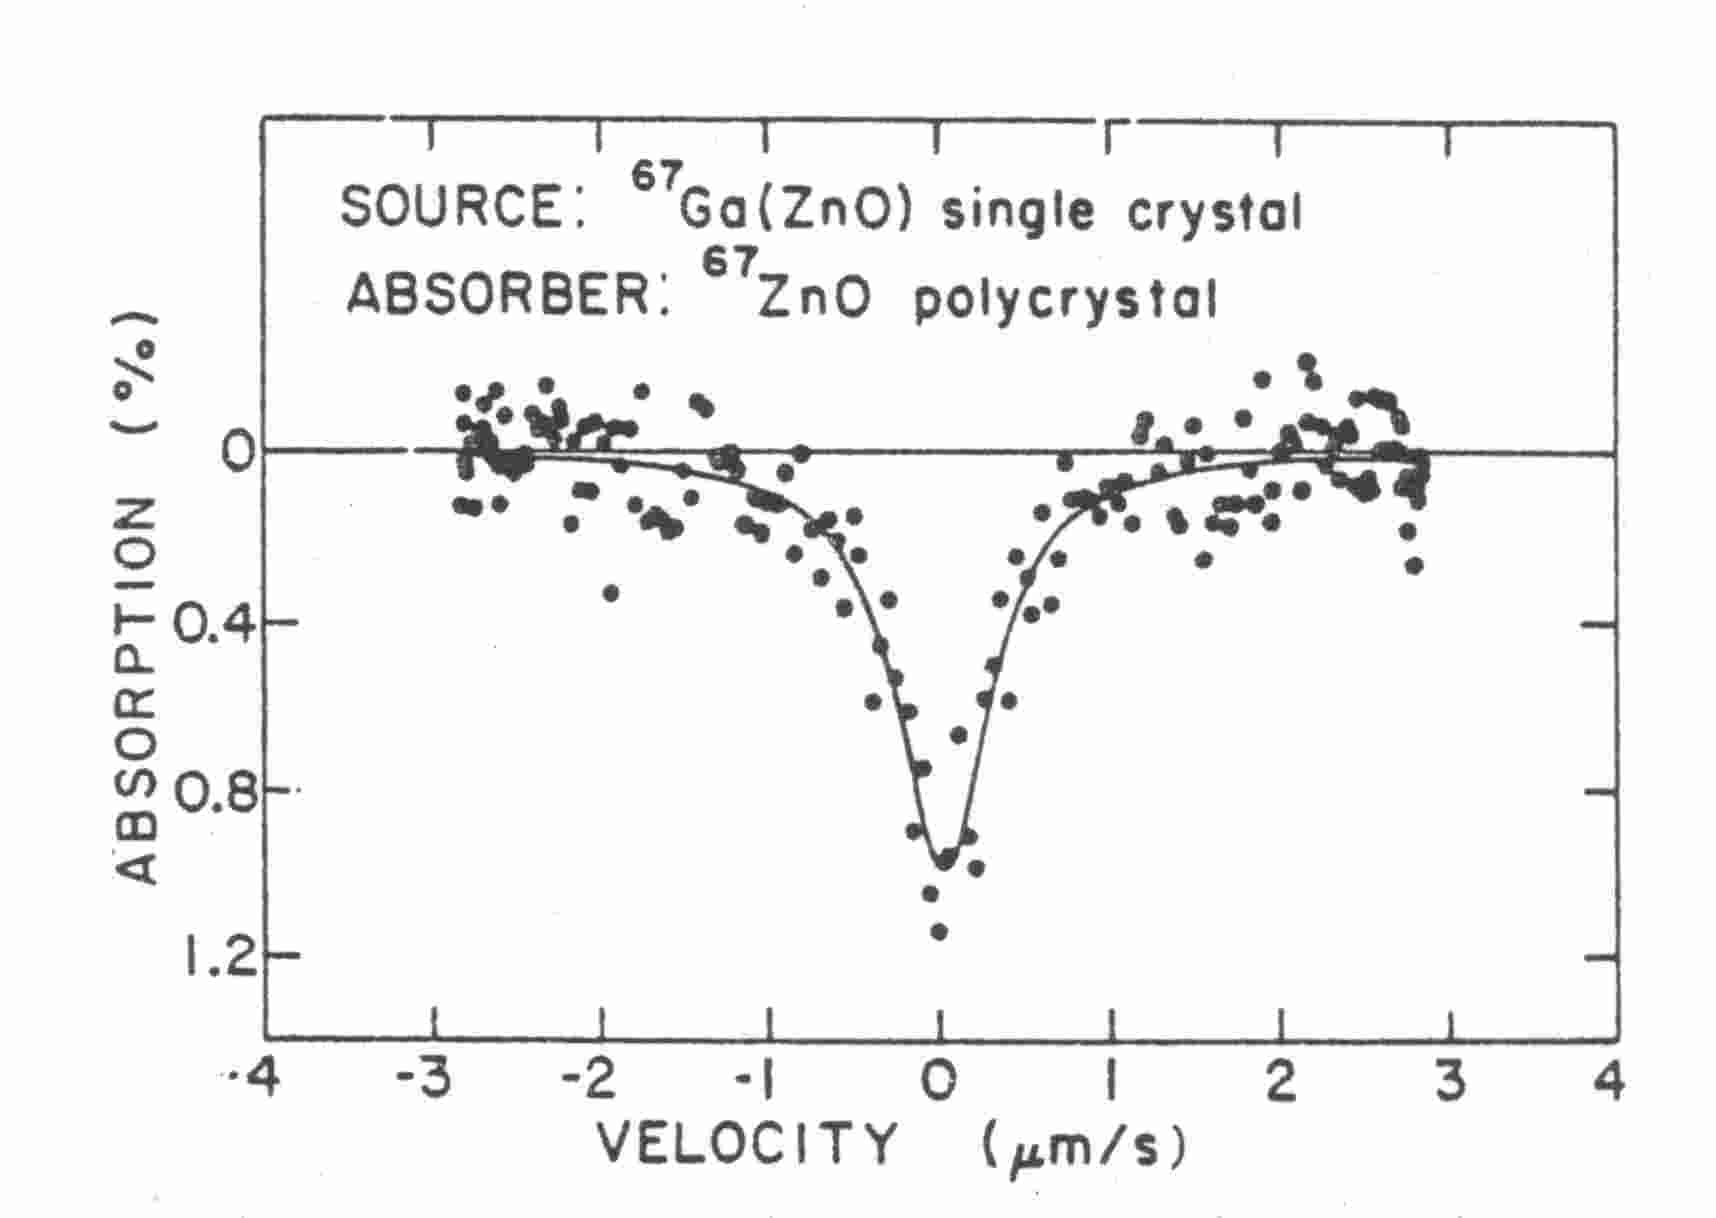 SOURCE: ⁶⁷Ga(ZnO) single crystal
ABSORBER: ⁶⁷ZnO polycrystal
ABSORPTION (%)
0
0.4
0.8
1.2
-4 -3 -2 -1 0 1 2 3 4
VELOCITY (μm/s)